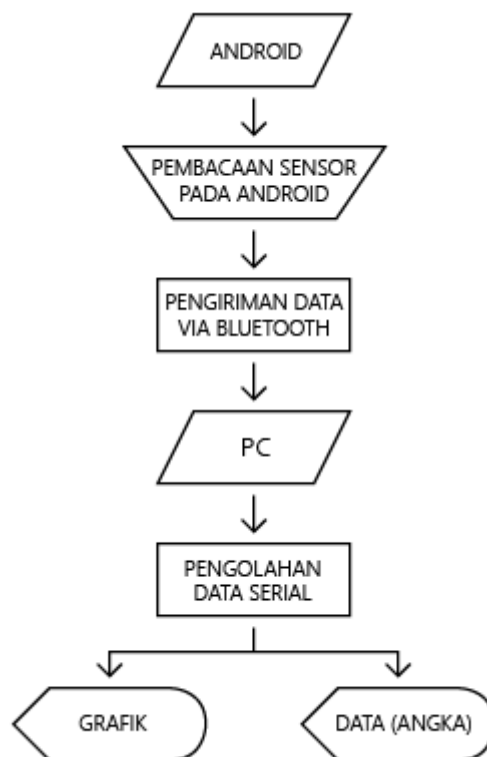 ANDROID
PEMBACAAN SENSOR
PADA ANDROID
PENGIRIMAN DATA
VIA BLUETOOTH
PC
PENGOLAHAN
DATA SERIAL
GRAFIK
DATA (ANGKA)